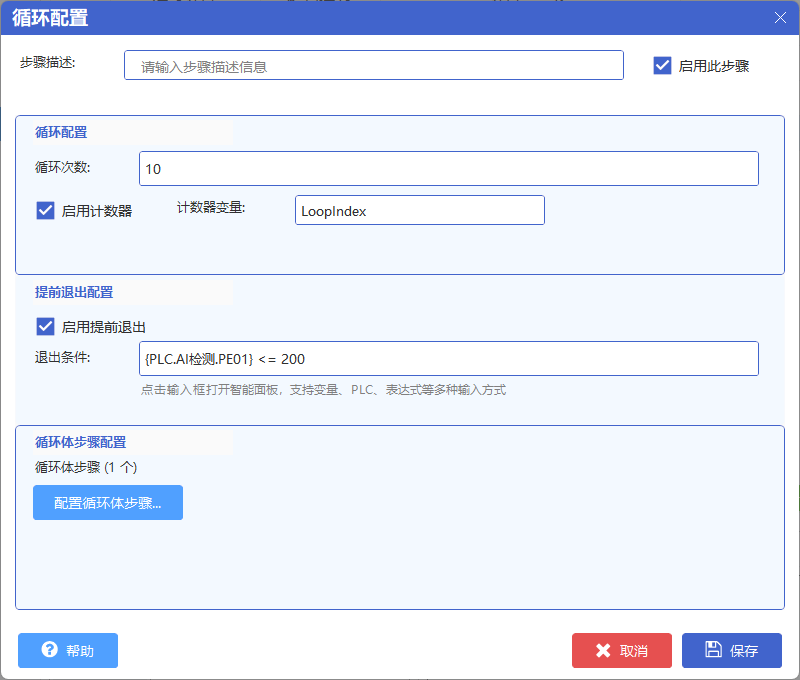 循环配置
步骤描述:
请输入步骤描述信息
启用此步骤
循环配置
循环次数:
10
启用计数器
计数器变量:
LoopIndex
提前退出配置
启用提前退出
退出条件:
{PLC.AI检测.PE01} <= 200
点击输入框打开智能面板，支持变量、PLC、表达式等多种输入方式
循环体步骤配置
循环体步骤 (1 个)
配置循环体步骤...
帮助
取消
保存